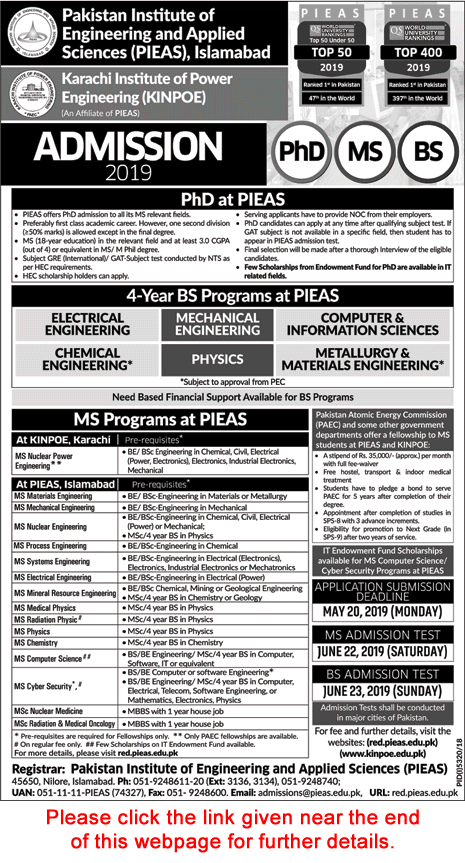 Pakistan Institute of
Engineering and Applied
Sciences (PIEAS), Islamabad
Karachi Institute of Power
Engineering (KINPOE)
(An Affiliate of PIEAS)
PIEAS
QS WORLD UNIVERSITY RANKINGS
Top 50 Under 50
TOP 50
2019
Ranked 1st in Pakistan
47th in the World
PIEAS
QS WORLD UNIVERSITY RANKINGS
TOP 400
2019
Ranked 1st in Pakistan
397th in the World
ADMISSION
2019
PhD
MS
BS
PhD at PIEAS
• PIEAS offers PhD admission to all its MS relevant fields.
• Preferably first class academic career. However, one second division
(≥50% marks) is allowed except in the final degree.
• MS (18-year education) in the relevant field and at least 3.0 CGPA
(out of 4) or equivalent in MS/ M Phil degree.
• Subject GRE (International)/ GAT-Subject test conducted by NTS as
per HEC requirements.
• HEC scholarship holders can apply.
• Serving applicants have to provide NOC from their employers.
• PhD candidates can apply at any time after qualifying subject test. If
GAT subject is not available in a specific field, then student has to
appear in PIEAS admission test.
• Final selection will be made after a thorough Interview of the eligible
candidates.
• Few Scholarships from Endowment Fund for PhD are available in IT
related fields.
4-Year BS Programs at PIEAS
ELECTRICAL
ENGINEERING
MECHANICAL
ENGINEERING
COMPUTER &
INFORMATION SCIENCES
CHEMICAL
ENGINEERING*
PHYSICS
METALLURGY &
MATERIALS ENGINEERING*
*Subject to approval from PEC
Need Based Financial Support Available for BS Programs
MS Programs at PIEAS
At KINPOE, Karachi
Pre-requisites*
MS Nuclear Power
Engineering**
• BE/ BSc Engineering in Chemical, Civil, Electrical
(Power, Electronics), Electronics, Industrial Electronics,
Mechanical
At PIEAS, Islamabad
Pre-requisites*
MS Materials Engineering
• BE/ BSc-Engineering in Materials or Metallurgy
MS Mechanical Engineering
• BE/ BSc-Engineering in Mechanical
MS Nuclear Engineering
• BE/BSc-Engineering in Chemical, Civil, Electrical
(Power) or Mechanical;
• MSc/4 year BS in Physics
MS Process Engineering
• BE/BSc-Engineering in Chemical
MS Systems Engineering
• BE/BSc-Engineering in Electrical (Electronics),
Electronics, Industrial Electronics or Mechatronics
MS Electrical Engineering
• BE/BSc-Engineering in Electrical (Power)
MS Mineral Resource Engineering
• BE/BSc Chemical, Mining or Geological Engineering
• MSc/4 year BS in Chemistry or Geology
MS Medical Physics
• MSc/4 year BS in Physics
MS Radiation Physic #
• MSc/4 year BS in Physics
MS Physics
• MSc/4 year BS in Physics
MS Chemistry
• MSc/4 year BS in Chemistry
MS Computer Science ##
• BS/BE Engineering/ MSc/4 year BS in Computer,
Software, IT or equivalent
MS Cyber Security*, #
• BS/BE Computer or software Engineering*
• BS/BE Engineering/ MSc/4 year BS in Computer,
Electrical, Telecom, Software Engineering, or
Mathematics, Electronics, Physics
MSc Nuclear Medicine
• MBBS with 1 year house job
MSc Radiation & Medical Oncology
• MBBS with 1 year house job
* Pre-requisites are required for Fellowships only. ** Only PAEC fellowships are available.
# On regular fee only. ## Few Scholarships on IT Endowment Fund available.
For more details, please visit red.pieas.edu.pk
Pakistan Atomic Energy Commission
(PAEC) and some other government
departments offer a fellowship to MS
students at PIEAS and KINPOE:
• A stipend of Rs. 35,000/- (approx.) per month
with full fee-waiver
• Free hostel, transport & indoor medical
treatment
• Students have to pledge a bond to serve
PAEC for 5 years after completion of their
degree.
• Appointment after completion of studies in
SPS-8 with 3 advance increments.
• Eligibility for promotion to Next Grade (in
SPS-9) after two years of service.
IT Endowment Fund Scholarships
available for MS Computer Science/
Cyber Security Programs at PIEAS
APPLICATION SUBMISSION
DEADLINE
MAY 20, 2019 (MONDAY)
MS ADMISSION TEST
JUNE 22, 2019 (SATURDAY)
BS ADMISSION TEST
JUNE 23, 2019 (SUNDAY)
Admission Tests shall be conducted
in major cities of Pakistan.
For fee and further details, visit the
websites: (red.pieas.edu.pk)
(www.kinpoe.edu.pk)
PID(I)5320/18
Registrar: Pakistan Institute of Engineering and Applied Sciences (PIEAS)
45650, Nilore, Islamabad. Ph: 051-9248611-20 (Ext: 3136, 3134), 051-9248740;
UAN: 051-11-11-PIEAS (74327), Fax: 051- 9248600. Email: admissions@pieas.edu.pk, URL: red.pieas.edu.pk
Please click the link given near the end
of this webpage for further details.